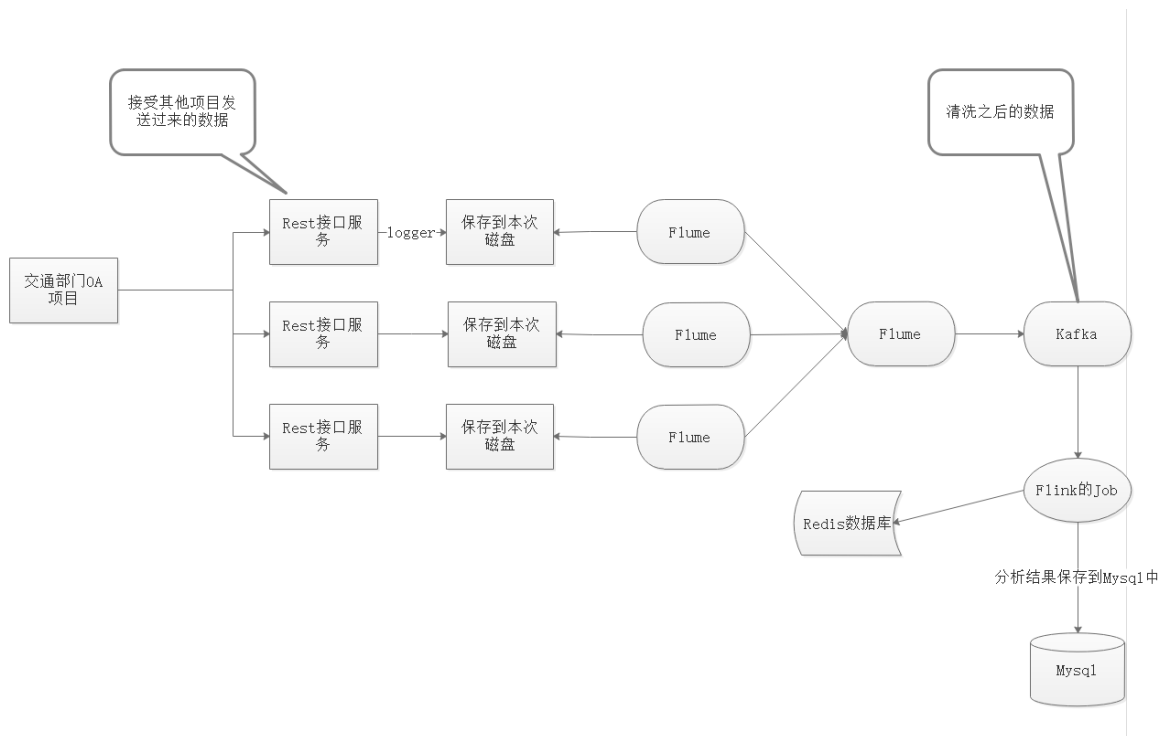 接受其他项目发
送过来的数据
清洗之后的数据
Rest接口服
务
logger
保存到本次
磁盘
Flume
交通部门OA
项目
Rest接口服
务
保存到本次
磁盘
Flume
Flume
Kafka
Rest接口服
务
保存到本次
磁盘
Flume
Flink的Job
Redis数据库
分析结果保存到Mysql中
Mysql